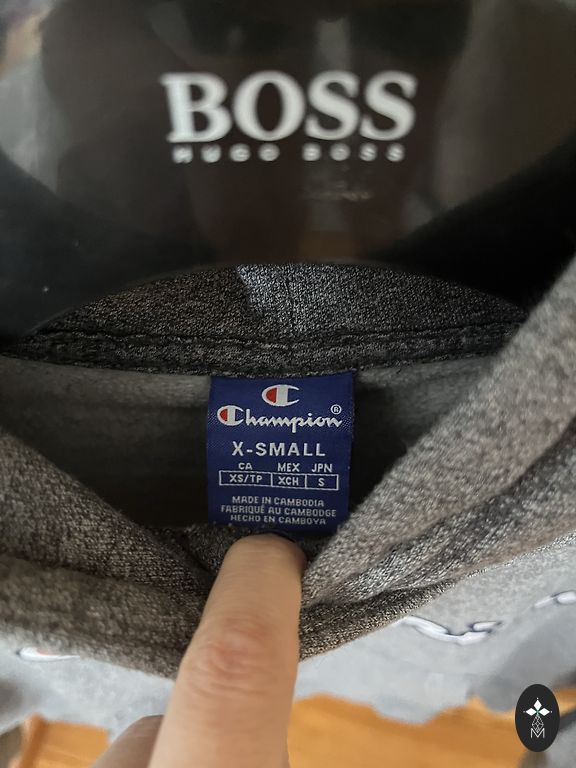 BOSS
HUGO BOSS
Champion®
X-SMALL
CA MEX JPN
XS/TP XCH S
MADE IN CAMBODIA
FABRIQUÉ AU CAMBODGE
HECHO EN CAMBOYA
M